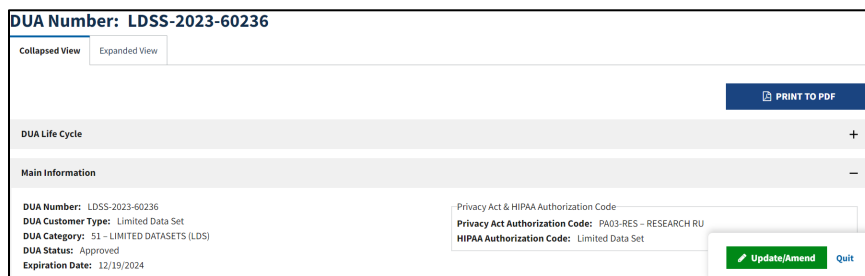 DUA Number: LDSS-2023-60236
Collapsed View Expanded View
PRINT TO PDF
DUA Life Cycle
Main Information
DUA Number: LDSS-2023-60236
DUA Customer Type: Limited Data Set
DUA Category: 51 – LIMITED DATASETS (LDS)
DUA Status: Approved
Expiration Date: 12/19/2024
Privacy Act & HIPAA Authorization Code
Privacy Act Authorization Code: PA03-RES – RESEARCH RU
HIPAA Authorization Code: Limited Data Set
Update/Amend Quit